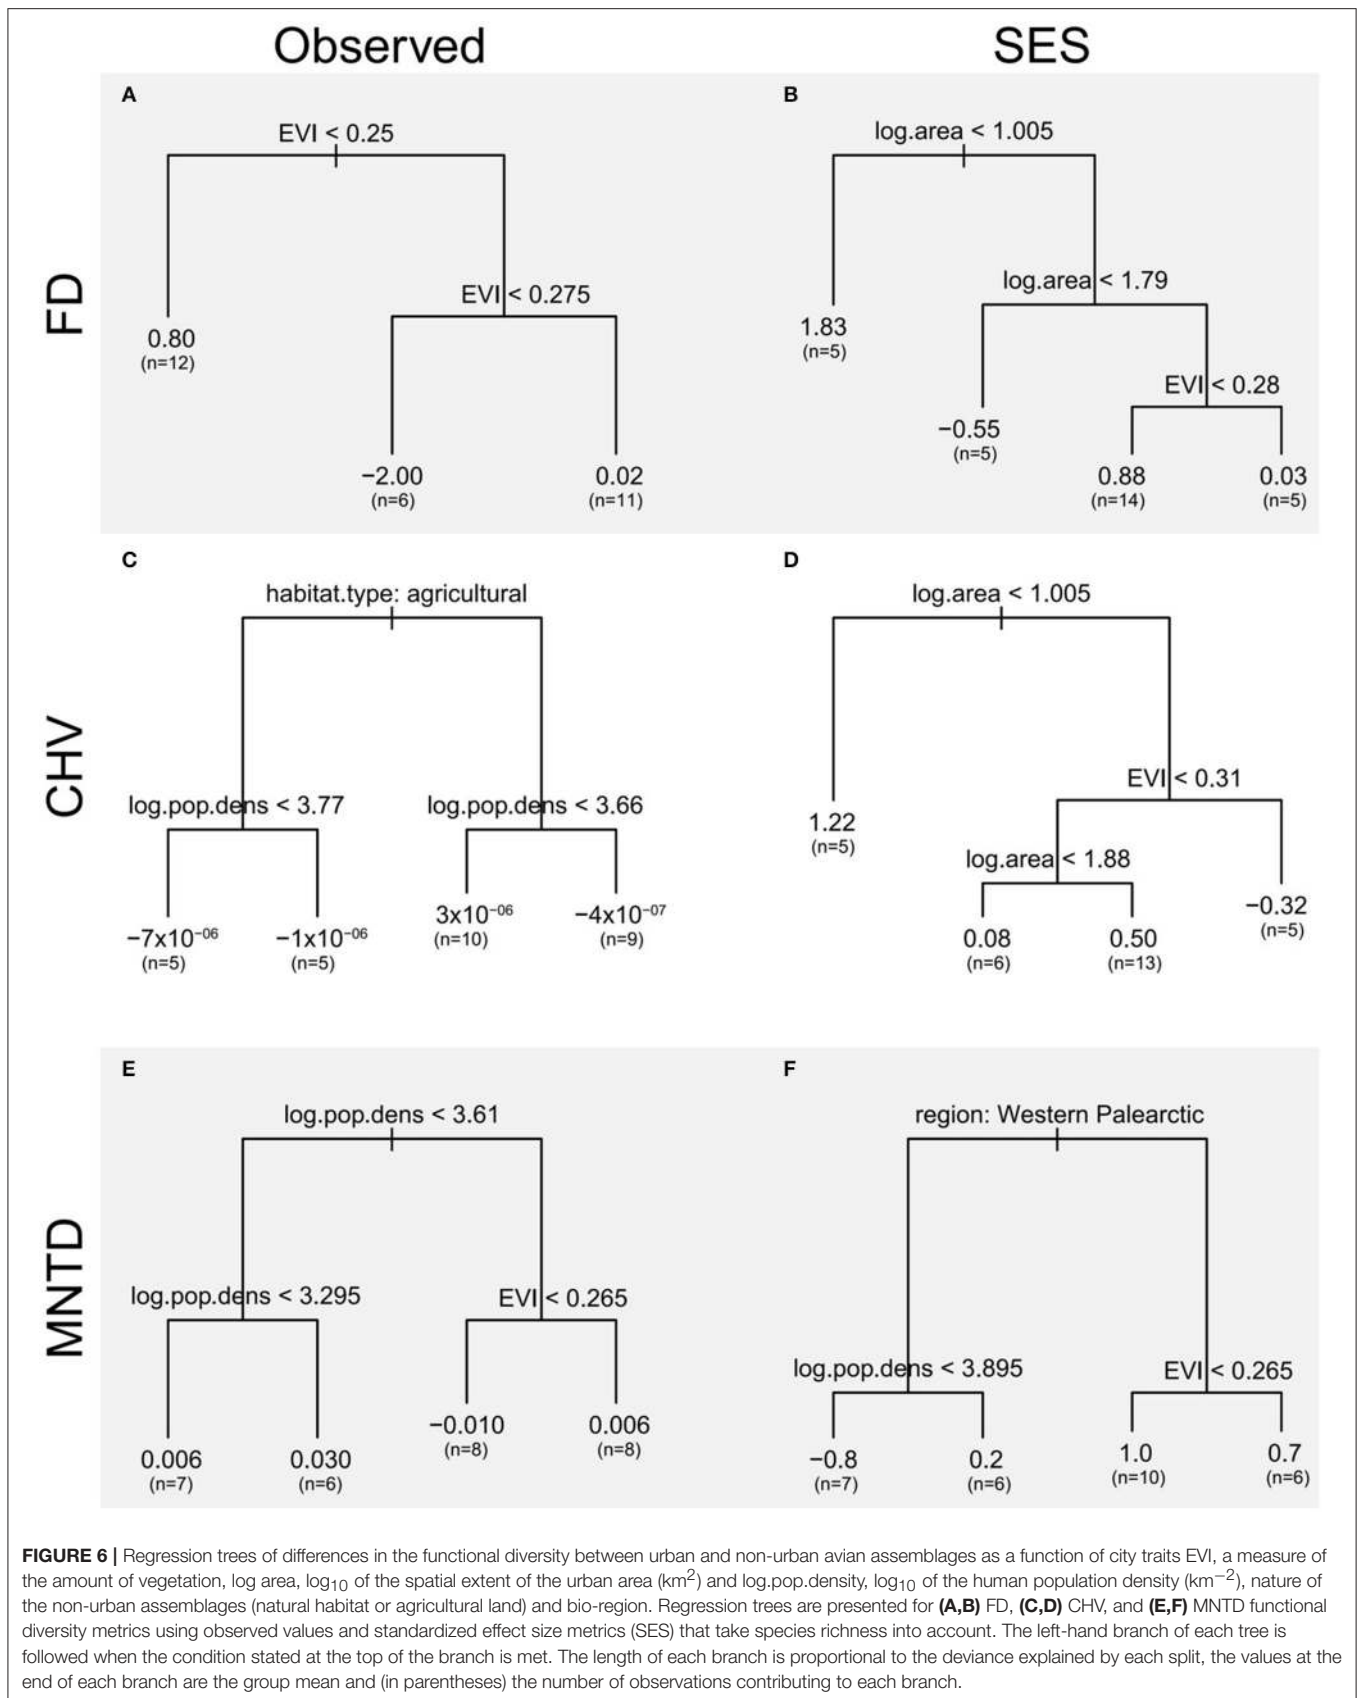 Observed
SES
FD
A
EVI < 0.25
0.80
(n=12)
EVI < 0.275
−2.00
(n=6)
0.02
(n=11)
B
log.area < 1.005
1.83
(n=5)
log.area < 1.79
−0.55
(n=5)
EVI < 0.28
0.88
(n=14)
0.03
(n=5)
CHV
C
habitat.type: agricultural
log.pop.dens < 3.77
log.pop.dens < 3.66
−7x10⁻⁰⁶
(n=5)
−1x10⁻⁰⁶
(n=5)
3x10⁻⁰⁶
(n=10)
−4x10⁻⁰⁷
(n=9)
D
log.area < 1.005
1.22
(n=5)
EVI < 0.31
log.area < 1.88
0.08
(n=6)
0.50
(n=13)
−0.32
(n=5)
MNTD
E
log.pop.dens < 3.61
log.pop.dens < 3.295
EVI < 0.265
0.006
(n=7)
0.030
(n=6)
−0.010
(n=8)
0.006
(n=8)
F
region: Western Palearctic
log.pop.dens < 3.895
EVI < 0.265
−0.8
(n=7)
0.2
(n=6)
1.0
(n=10)
0.7
(n=6)
FIGURE 6 | Regression trees of differences in the functional diversity between urban and non-urban avian assemblages as a function of city traits EVI, a measure of
the amount of vegetation, log area, log₁₀ of the spatial extent of the urban area (km²) and log.pop.density, log₁₀ of the human population density (km⁻²), nature of
the non-urban assemblages (natural habitat or agricultural land) and bio-region. Regression trees are presented for (A,B) FD, (C,D) CHV, and (E,F) MNTD functional
diversity metrics using observed values and standardized effect size metrics (SES) that take species richness into account. The left-hand branch of each tree is
followed when the condition stated at the top of the branch is met. The length of each branch is proportional to the deviance explained by each split, the values at the
end of each branch are the group mean and (in parentheses) the number of observations contributing to each branch.